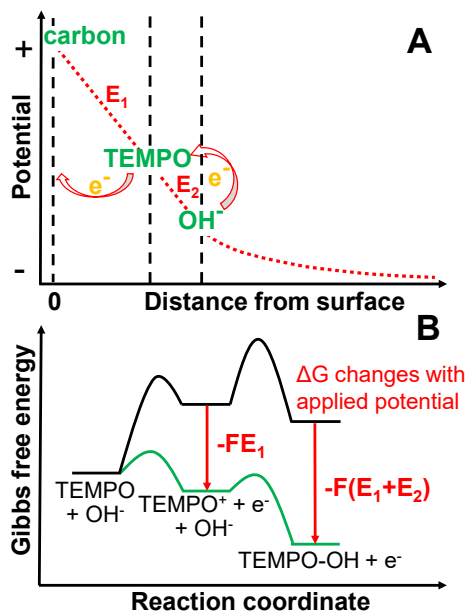 A
Potential
+
-
carbon
E₁
TEMPO
e⁻
E₂
e⁻
OH⁻
0
Distance from surface
B
Gibbs free energy
ΔG changes with
applied potential
-FE₁
-F(E₁+E₂)
TEMPO
+ OH⁻
TEMPO⁺ + e⁻
+ OH⁻
TEMPO-OH + e⁻
Reaction coordinate